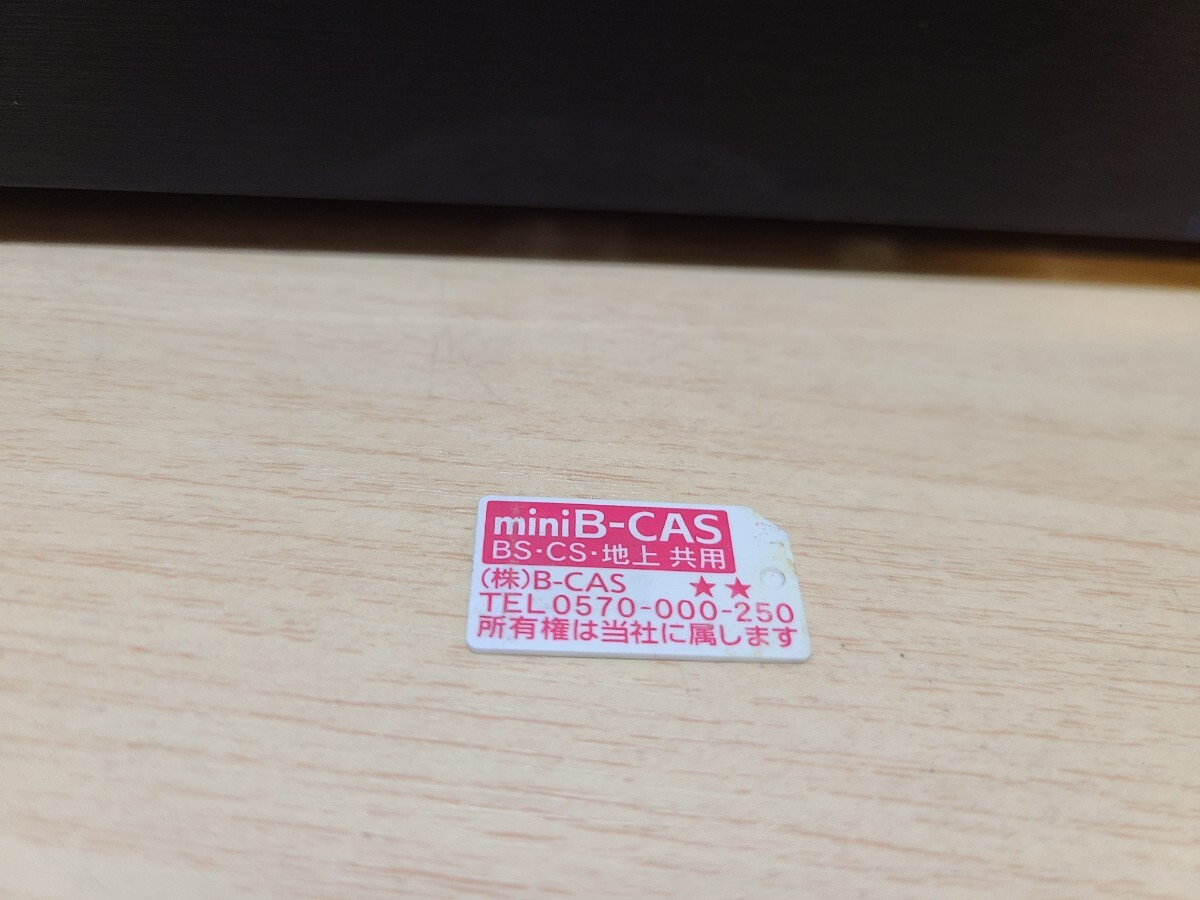 miniB-CAS
BS・CS・地上 共用
(株)B-CAS ★★
TEL 0570-000-250
所有権は当社に属します